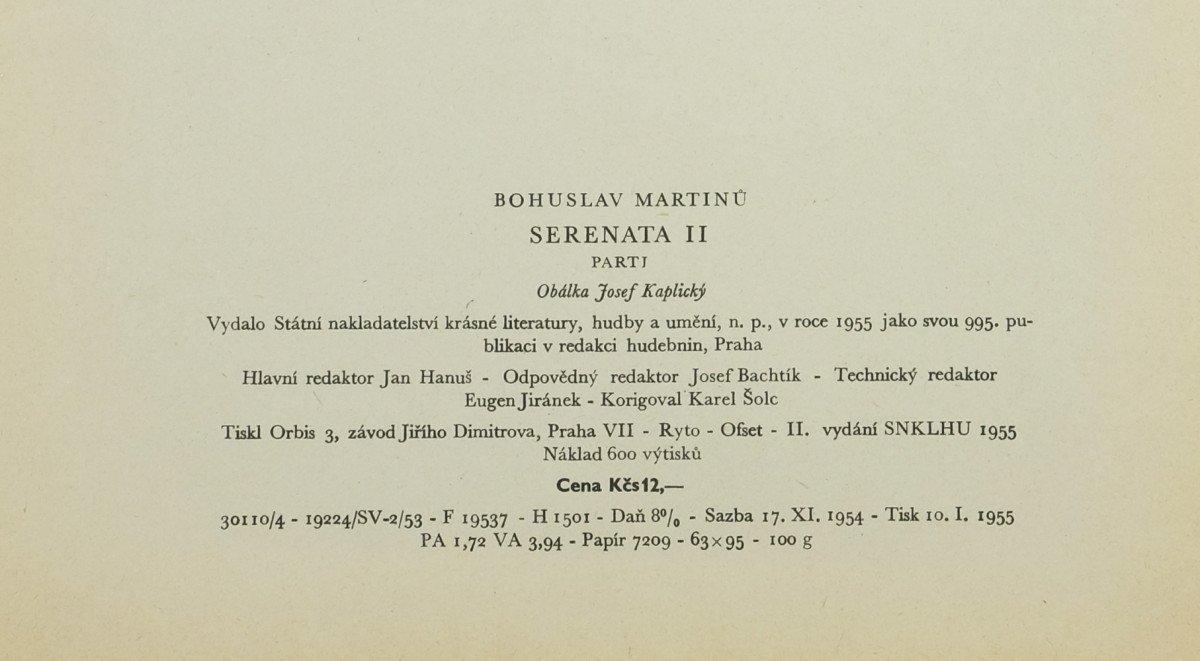 BOHUSLAV MARTINŮ
SERENATA II
PARTI
Obálka Josef Kaplický
Vydalo Státní nakladatelství krásné literatury, hudby a umění, n. p., v roce 1955 jako svou 995. pu-
blikaci v redakci hudebnin, Praha
Hlavní redaktor Jan Hanuš - Odpovědný redaktor Josef Bachtík - Technický redaktor
Eugen Jiránek - Korigoval Karel Šolc
Tiskl Orbis 3, závod Jiřího Dimitrova, Praha VII - Ryto - Ofset - II. vydání SNKLHU 1955
Náklad 600 výtisků
Cena Kčs12,—
30110/4 - 19224/SV-2/53 - F 19537 - H 1501 - Daň 8% - Sazba 17. XI. 1954 - Tisk 10. I. 1955
PA 1,72 VA 3,94 - Papír 7209 - 63×95 - 100 g